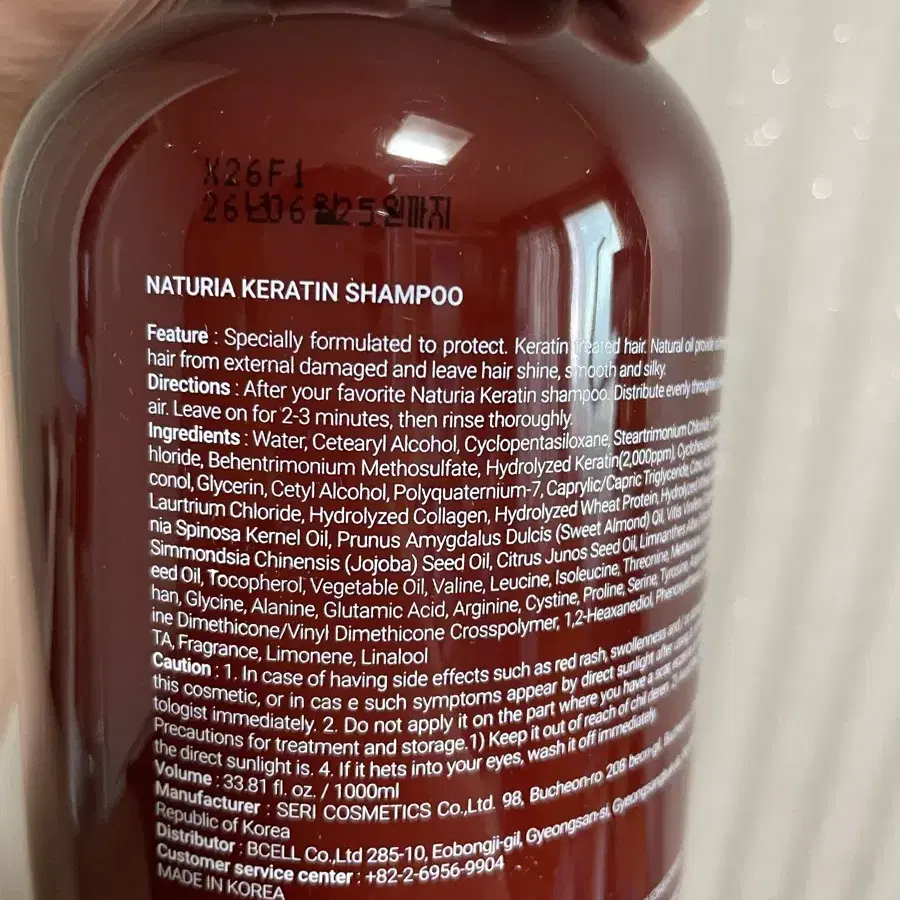 K26F1
26년06월25일까지
NATURIA KERATIN SHAMPOO
Feature : Specially formulated to protect. Keratin treated hair. Natural oil provide
hair from external damaged and leave hair shine, smooth and silky.
Directions : After your favorite Naturia Keratin shampoo. Distribute evenly
air. Leave on for 2-3 minutes, then rinse thoroughly.
Ingredients : Water, Cetearyl Alcohol, Cyclopentasiloxane, Steartrimonium Chloride,
hloride, Behentrimonium Methosulfate, Hydrolyzed Keratin(2,000ppm),
conol, Glycerin, Cetyl Alcohol, Polyquaternium-7, Caprylic/Capric Triglyceride,
Laurtrium Chloride, Hydrolyzed Collagen, Hydrolyzed Wheat Protein, Hydrolyzed
nia Spinosa Kernel Oil, Prunus Amygdalus Dulcis (Sweet Almond) Oil, Vitis
Simmondsia Chinensis (Jojoba) Seed Oil, Citrus Junos Seed Oil, Limnanthes
eed Oil, Tocopherol, Vegetable Oil, Valine, Leucine, Isoleucine, Threonine,
han, Glycine, Alanine, Glutamic Acid, Arginine, Cystine, Proline, Serine, Tyrosine,
ine Dimethicone/Vinyl Dimethicone Crosspolymer, 1,2-Heaxanediol,
TA, Fragrance, Limonene, Linalool
Caution : 1. In case of having side effects such as red rash, swollenness and
this cosmetic, or in cas e such symptoms appear by direct sunlight after using
tologist immediately. 2. Do not apply it on the part where you have a scar,
Precautions for treatment and storage.1) Keep it out of reach of chil deren.
the direct sunlight is. 4. If it hets into your eyes, wash it off immediately.
Volume : 33.81 fl. oz. / 1000ml
Manufacturer : SERI COSMETICS Co.,Ltd. 98, Bucheon-ro 208 beon-gil,
Republic of Korea
Distributor : BCELL Co.,Ltd 285-10, Eobongji-gil, Gyeongsan-si,
Customer service center : +82-2-6956-9904
MADE IN KOREA